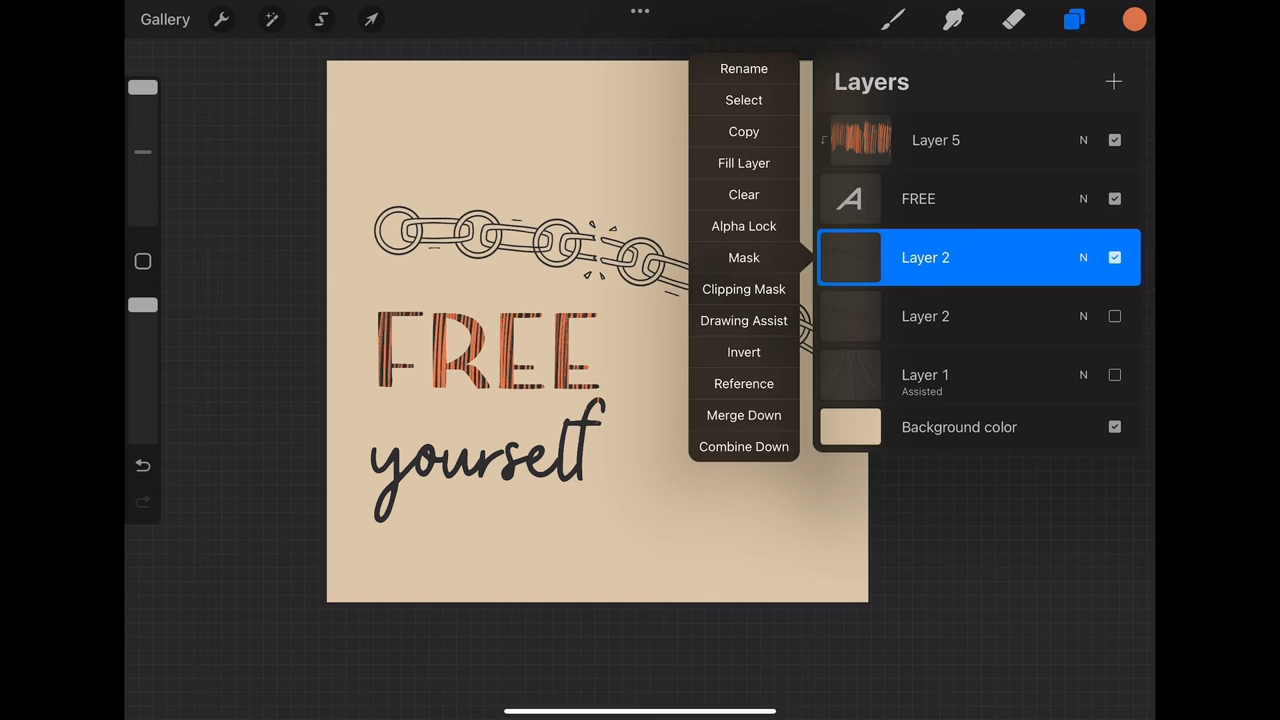 Gallery
Rename
Select
Copy
Fill Layer
Clear
Alpha Lock
Mask
Clipping Mask
Drawing Assist
Invert
Reference
Merge Down
Combine Down
Layers
Layer 5 N
A FREE N
Layer 2 N
Layer 2 N
Layer 1 N
Assisted
Background color
FREE
yourself